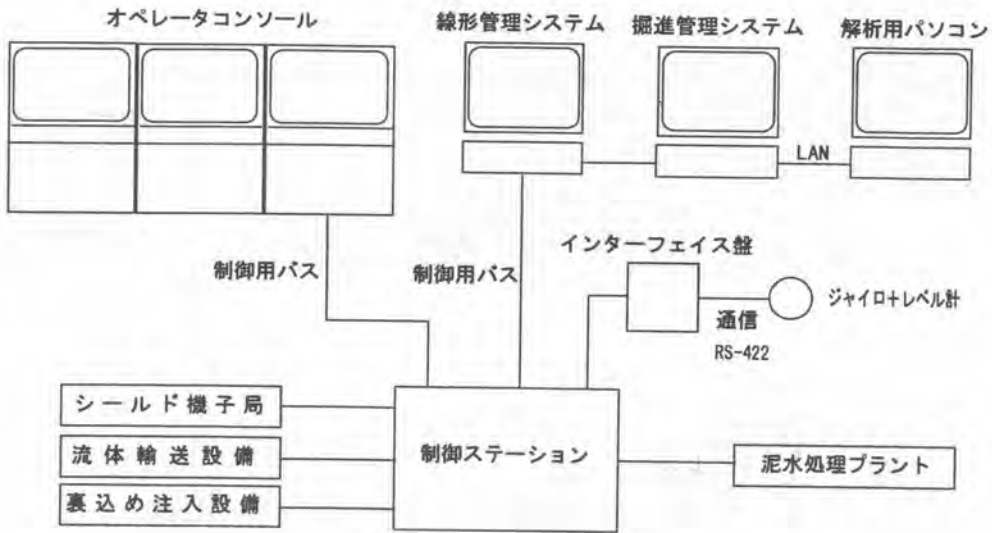 オペレータコンソール
線形管理システム
掘進管理システム
解析用パソコン
LAN
インターフェイス盤
制御用バス
制御用バス
ジャイロ+レベル計
通信
RS-422
シールド機子局
流体輸送設備
裏込め注入設備
制御ステーション
泥水処理プラント